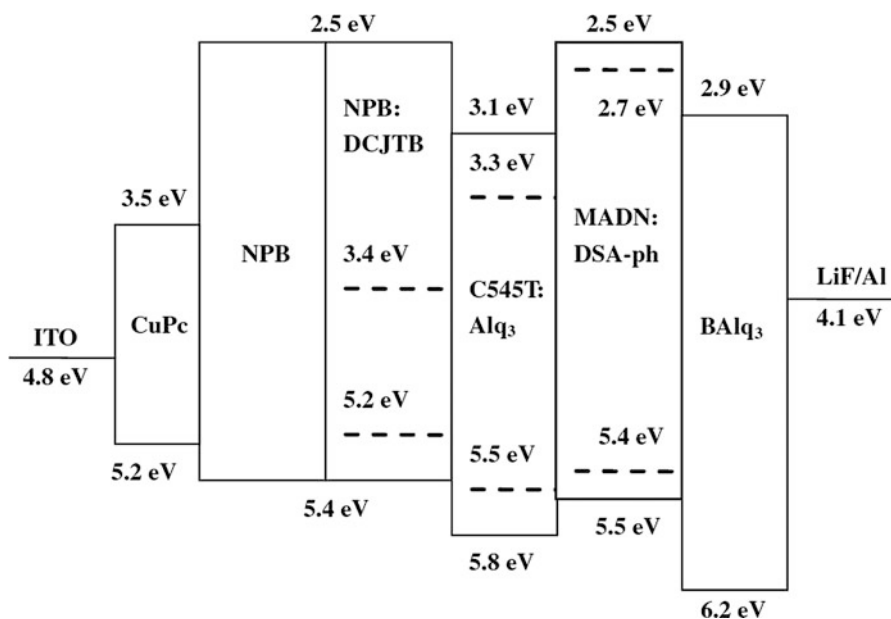 2.5 eV
2.5 eV
NPB:
DCJTB
3.1 eV
2.7 eV
2.9 eV
3.3 eV
3.5 eV
MADN:
DSA-ph
NPB
3.4 eV
C545T:
Alq₃
LiF/Al
4.1 eV
ITO
4.8 eV
CuPc
BAlq₃
5.2 eV
5.4 eV
5.5 eV
5.2 eV
5.4 eV
5.5 eV
5.8 eV
6.2 eV